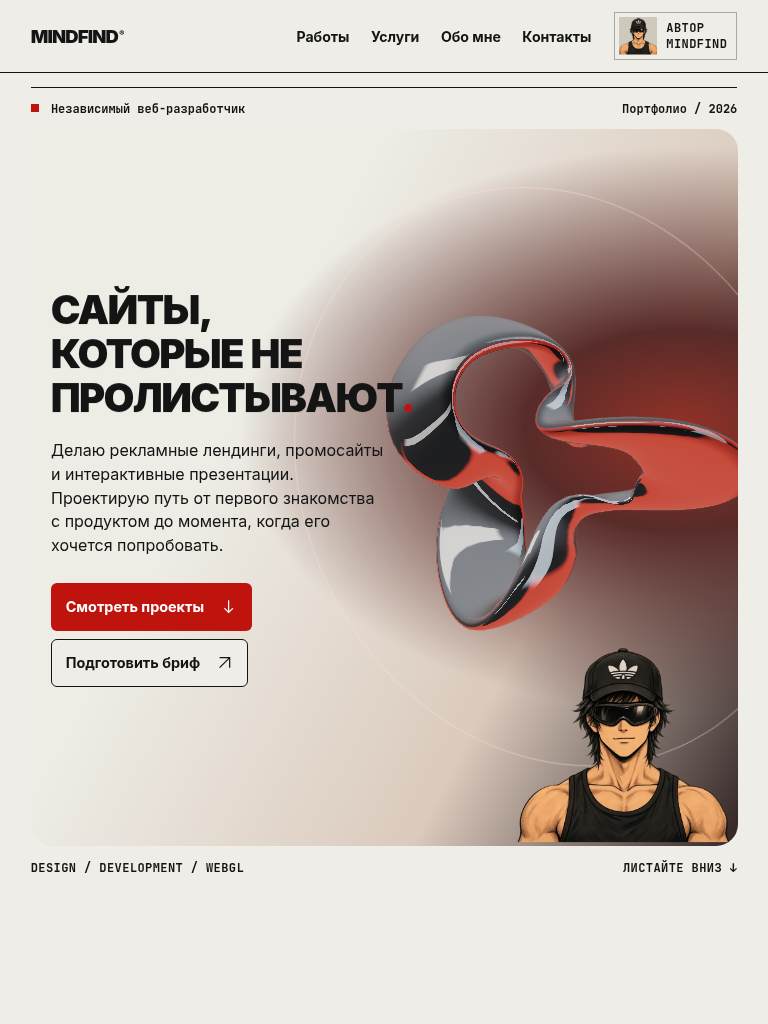 MINDFIND®
Работы Услуги Обо мне Контакты
АВТОР
MINDFIND
Независимый веб-разработчик
Портфолио / 2026
САЙТЫ,
КОТОРЫЕ НЕ
ПРОЛИСТЫВАЮТ.
Делаю рекламные лендинги, промосайты
и интерактивные презентации.
Проектирую путь от первого знакомства
с продуктом до момента, когда его
хочется попробовать.
Смотреть проекты ↓
Подготовить бриф ↗
DESIGN / DEVELOPMENT / WEBGL
ЛИСТАЙТЕ ВНИЗ ↓